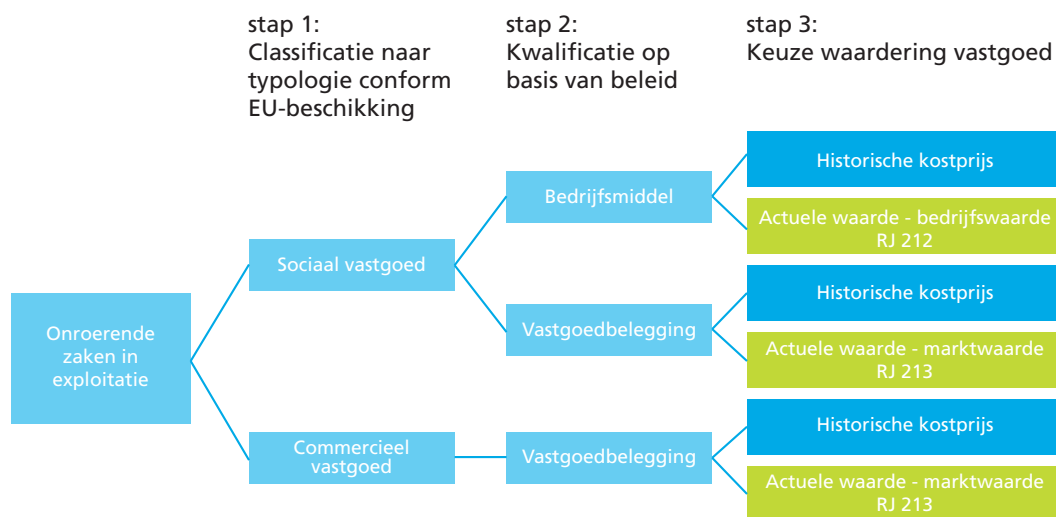 stap 1:
Classificatie naar
typologie conform
EU-beschikking
stap 2:
Kwalificatie op
basis van beleid
stap 3:
Keuze waardering vastgoed
Onroerende
zaken in
exploitatie
Sociaal vastgoed
Commercieel
vastgoed
Bedrijfsmiddel
Vastgoedbelegging
Vastgoedbelegging
Historische kostprijs
Actuele waarde - bedrijfswaarde
RJ 212
Historische kostprijs
Actuele waarde - marktwaarde
RJ 213
Historische kostprijs
Actuele waarde - marktwaarde
RJ 213